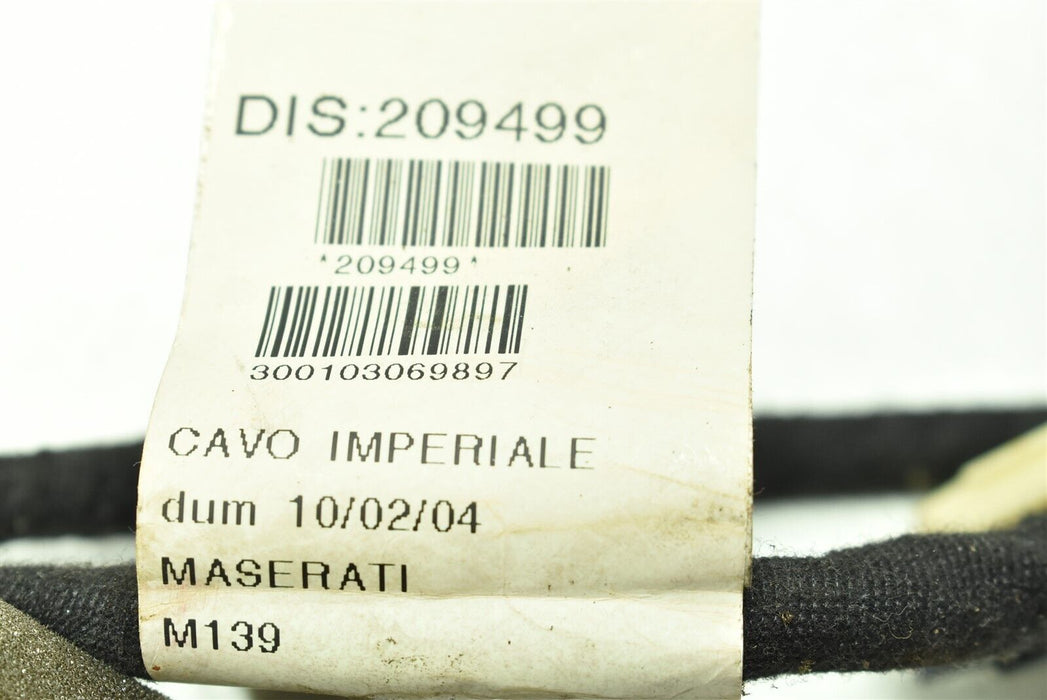 DIS:209499
*209499*
300103069897
CAVO IMPERIALE
dum 10/02/04
MASERATI
M139